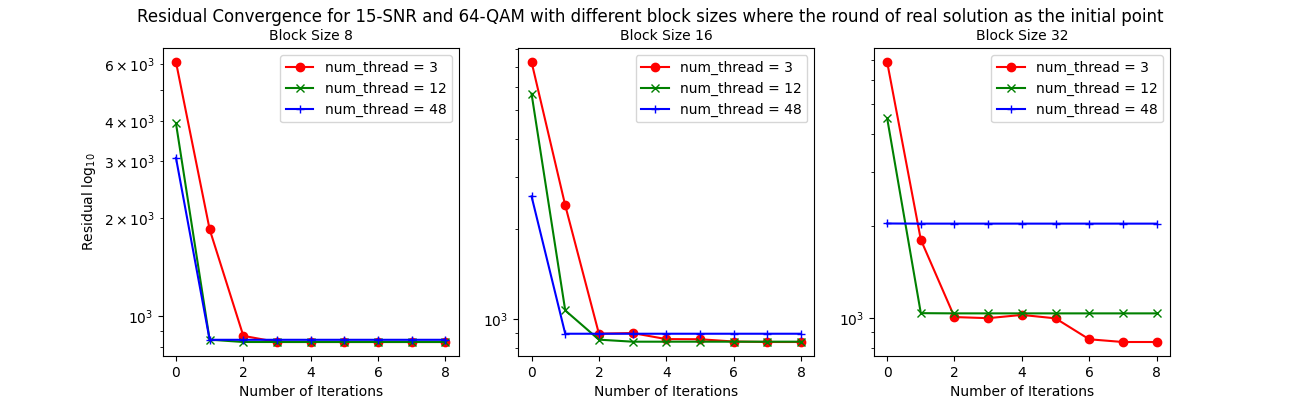 Residual Convergence for 15-SNR and 64-QAM with different block sizes where the round of real solution as the initial point
Block Size 8
Residual log₁₀
6 × 10³
4 × 10³
3 × 10³
2 × 10³
10³
num_thread = 3
num_thread = 12
num_thread = 48
0 2 4 6 8
Number of Iterations
Block Size 16
10³
num_thread = 3
num_thread = 12
num_thread = 48
0 2 4 6 8
Number of Iterations
Block Size 32
10³
num_thread = 3
num_thread = 12
num_thread = 48
0 2 4 6 8
Number of Iterations